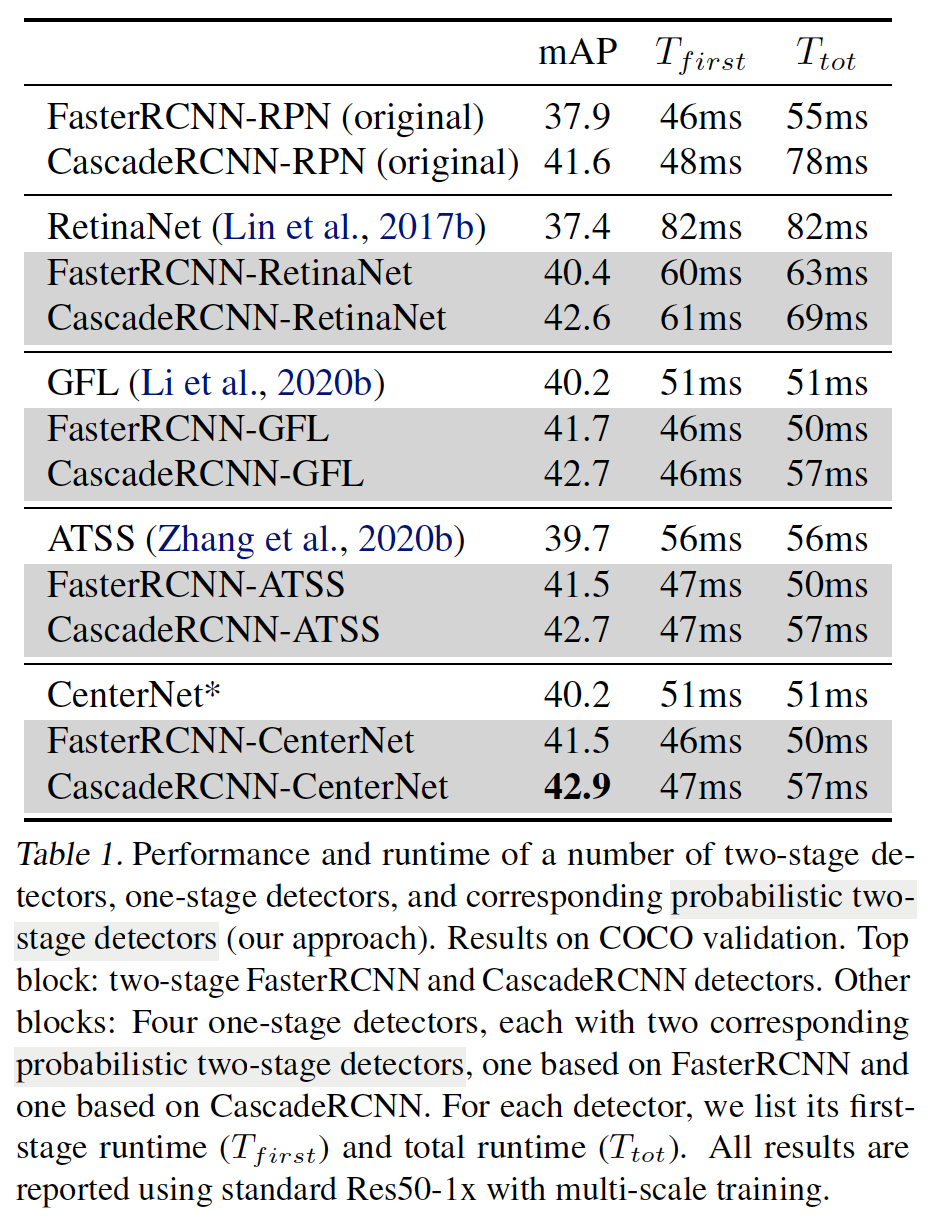 mAP T_first T_tot
FasterRCNN-RPN (original) 37.9 46ms 55ms
CascadeRCNN-RPN (original) 41.6 48ms 78ms
RetinaNet (Lin et al., 2017b) 37.4 82ms 82ms
FasterRCNN-RetinaNet 40.4 60ms 63ms
CascadeRCNN-RetinaNet 42.6 61ms 69ms
GFL (Li et al., 2020b) 40.2 51ms 51ms
FasterRCNN-GFL 41.7 46ms 50ms
CascadeRCNN-GFL 42.7 46ms 57ms
ATSS (Zhang et al., 2020b) 39.7 56ms 56ms
FasterRCNN-ATSS 41.5 47ms 50ms
CascadeRCNN-ATSS 42.7 47ms 57ms
CenterNet* 40.2 51ms 51ms
FasterRCNN-CenterNet 41.5 46ms 50ms
CascadeRCNN-CenterNet 42.9 47ms 57ms
Table 1. Performance and runtime of a number of two-stage de-
tectors, one-stage detectors, and corresponding probabilistic two-
stage detectors (our approach). Results on COCO validation. Top
block: two-stage FasterRCNN and CascadeRCNN detectors. Other
blocks: Four one-stage detectors, each with two corresponding
probabilistic two-stage detectors, one based on FasterRCNN and
one based on CascadeRCNN. For each detector, we list its first-
stage runtime (T_first) and total runtime (T_tot). All results are
reported using standard Res50-1x with multi-scale training.